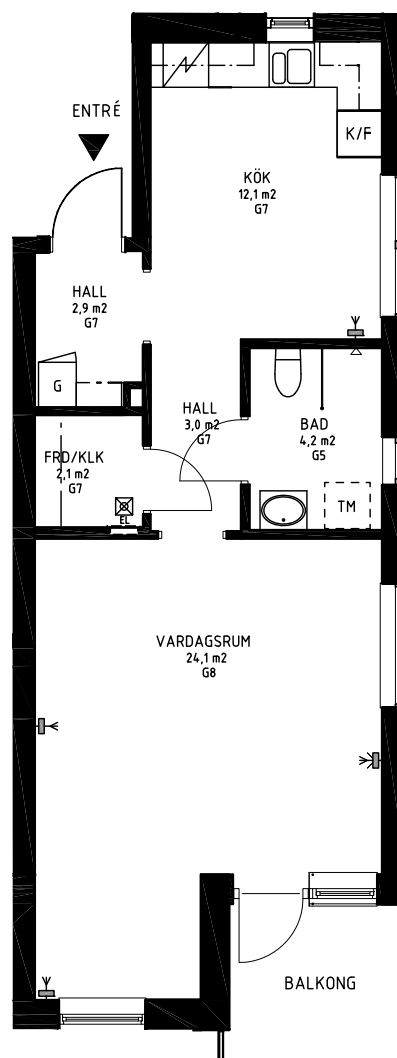 ENTRÉ
K/F
KÖK
12,1 m2
G7
HALL
2,9 m2
G7
G
HALL
3,0 m2
G7
BAD
4,2 m2
G5
FRD/KLK
2,1 m2
G7
EL
TM
VARDAGSRUM
24,1 m2
G8
BALKONG